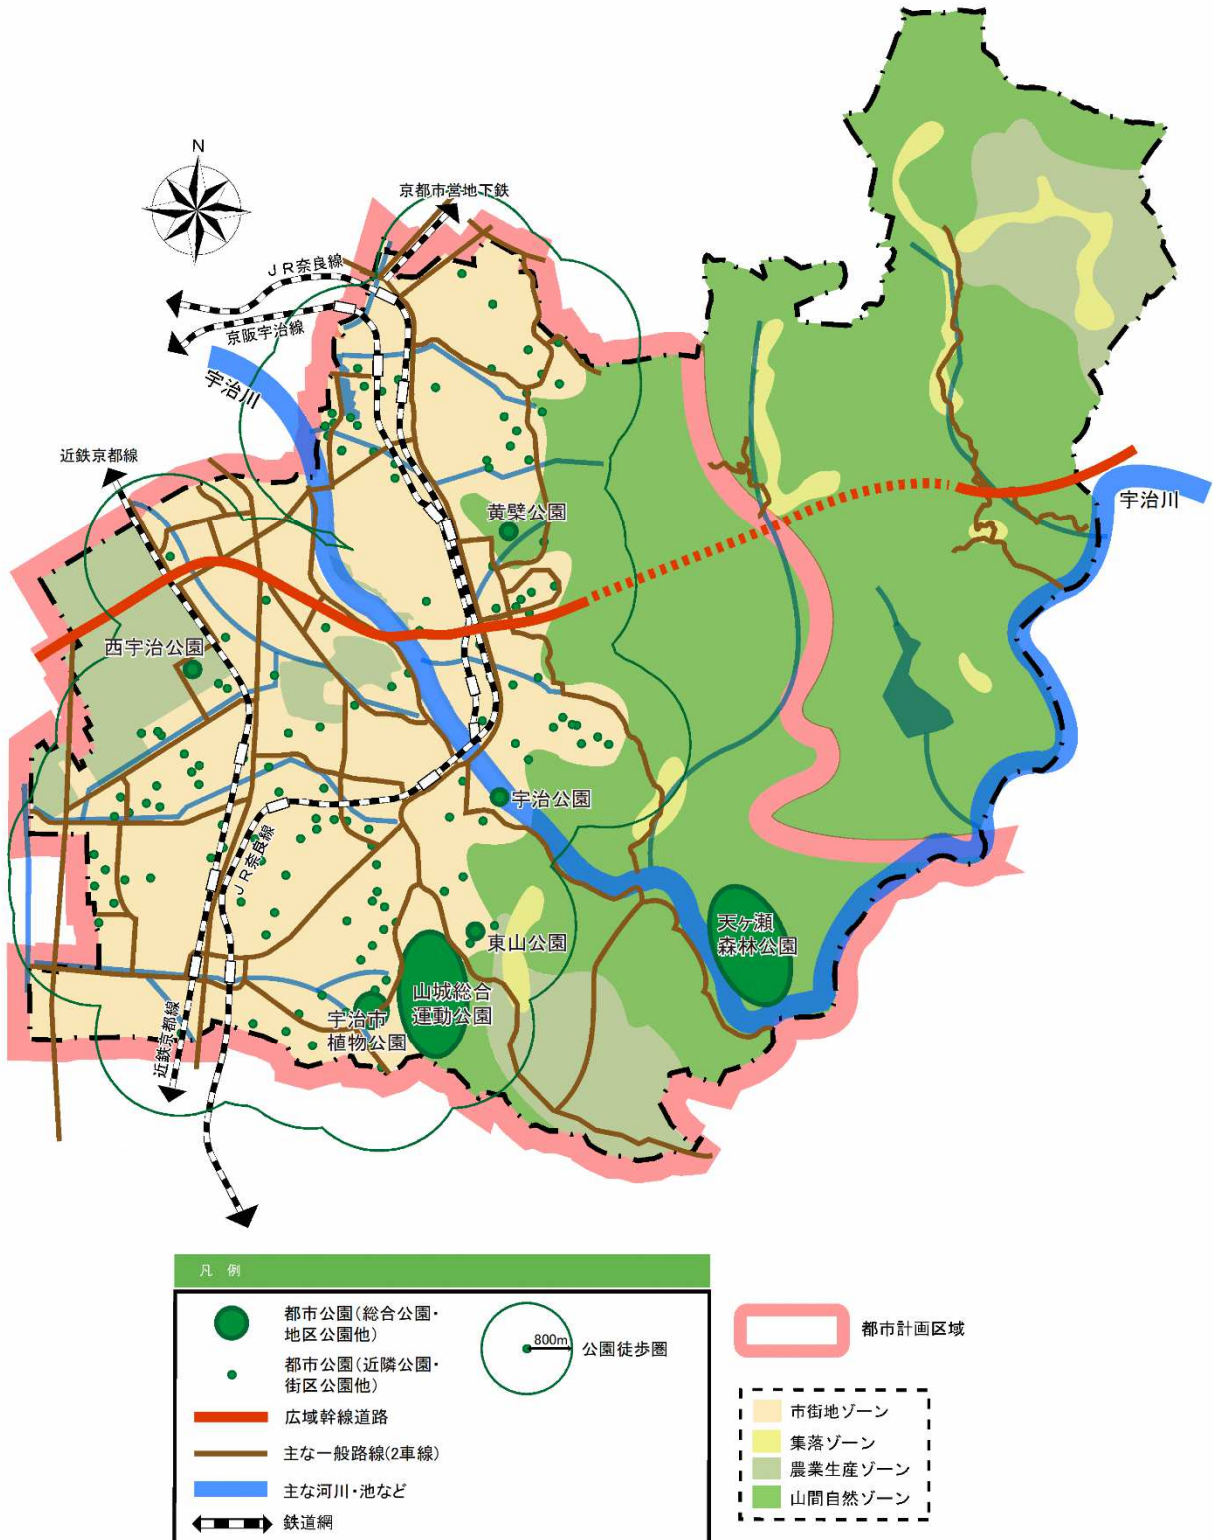 N
京都市営地下鉄
JR奈良線
京阪宇治線
宇治川
近鉄京都線
宇治川
黄檗公園
西宇治公園
宇治公園
JR奈良線
天ヶ瀬
森林公園
東山公園
山城総合
運動公園
宇治市
植物公園
近鉄京都線
凡 例
都市公園(総合公園・
地区公園他)
800m
公園徒歩圏
都市公園(近隣公園・
街区公園他)
広域幹線道路
主な一般路線(2車線)
主な河川・池など
鉄道網
都市計画区域
市街地ゾーン
集落ゾーン
農業生産ゾーン
山間自然ゾーン